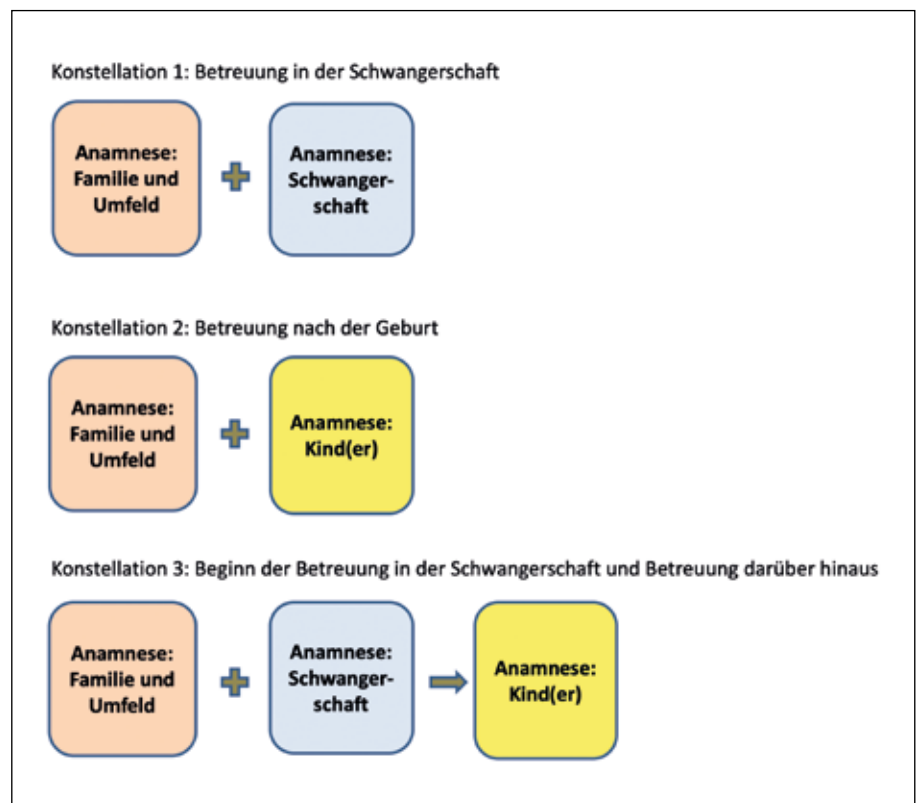 Konstellation 1: Betreuung in der Schwangerschaft
Anamnese:
Familie und
Umfeld
Anamnese:
Schwanger-
schaft
Konstellation 2: Betreuung nach der Geburt
Anamnese:
Familie und
Umfeld
Anamnese:
Kind(er)
Konstellation 3: Beginn der Betreuung in der Schwangerschaft und Betreuung darüber hinaus
Anamnese:
Familie und
Umfeld
Anamnese:
Schwanger-
schaft
Anamnese:
Kind(er)